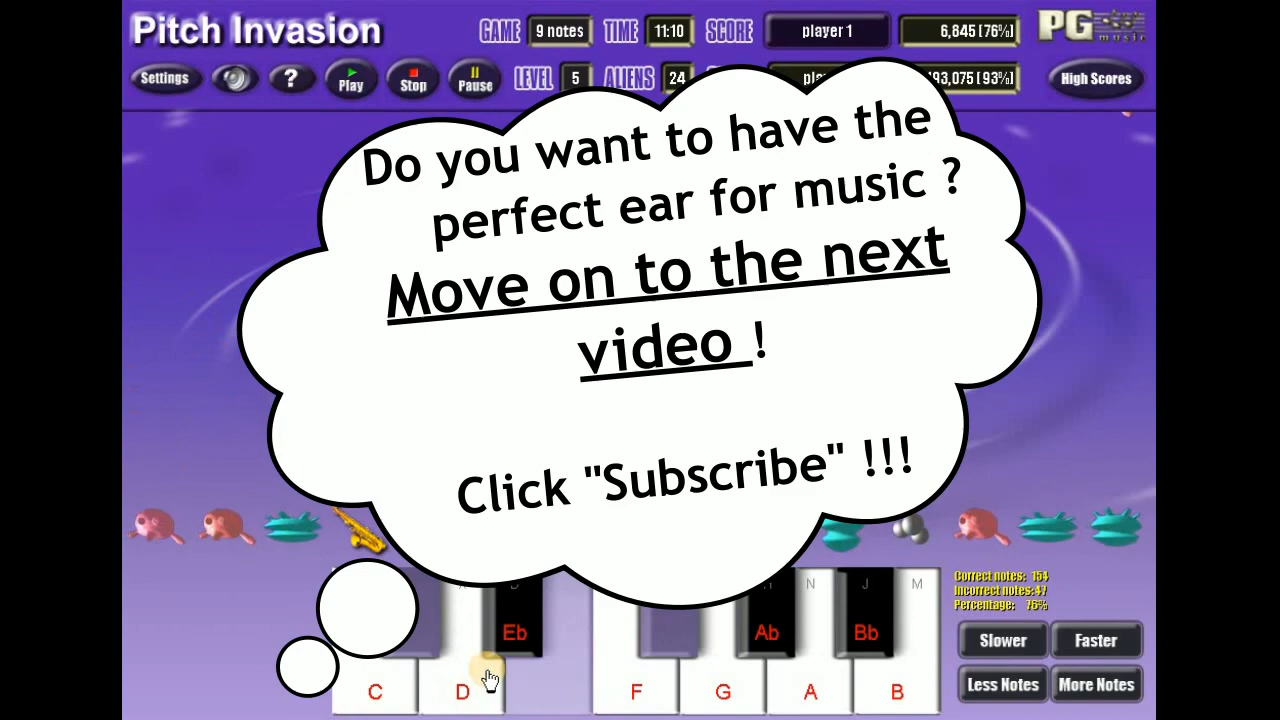 Pitch Invasion
GAME 9 notes TIME 11:10 SCORE player 1 6,845 [76%]
PG music
Settings ? Play Stop Pause LEVEL 5 ALIENS 24 93,075 [93%] High Scores
Do you want to have the
perfect ear for music ?
Move on to the next
video !
Click "Subscribe" !!!
N J M
Correct notes: 154
Incorrect notes:47
Percentage: 76%
Eb Ab Bb
Slower Faster
C D F G A B
Less Notes More Notes